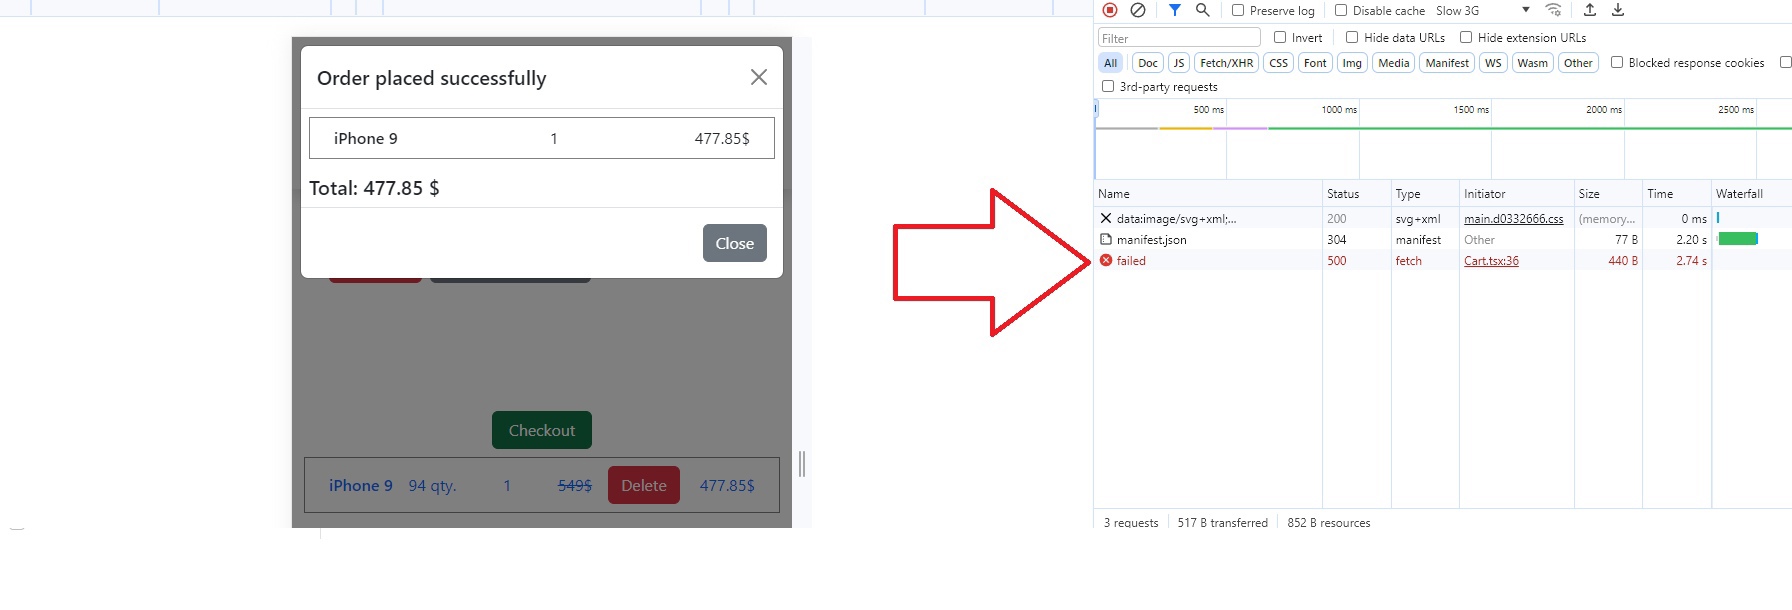 Order placed successfully
iPhone 9 1 477.85$
Total: 477.85 $
Close
Checkout
iPhone 9 94 qty. 1 549$ Delete 477.85$
Preserve log Disable cache Slow 3G
Filter Invert Hide data URLs Hide extension URLs
All Doc JS Fetch/XHR CSS Font Img Media Manifest WS Wasm Other Blocked response cookies
3rd-party requests
500 ms 1000 ms 1500 ms 2000 ms 2500 ms
Name Status Type Initiator Size Time Waterfall
data:image/svg+xml;... 200 svg+xml main.d0332666.css (memory... 0 ms
manifest.json 304 manifest Other 77 B 2.20 s
failed 500 fetch Cart.tsx:36 440 B 2.74 s
3 requests 517 B transferred 852 B resources